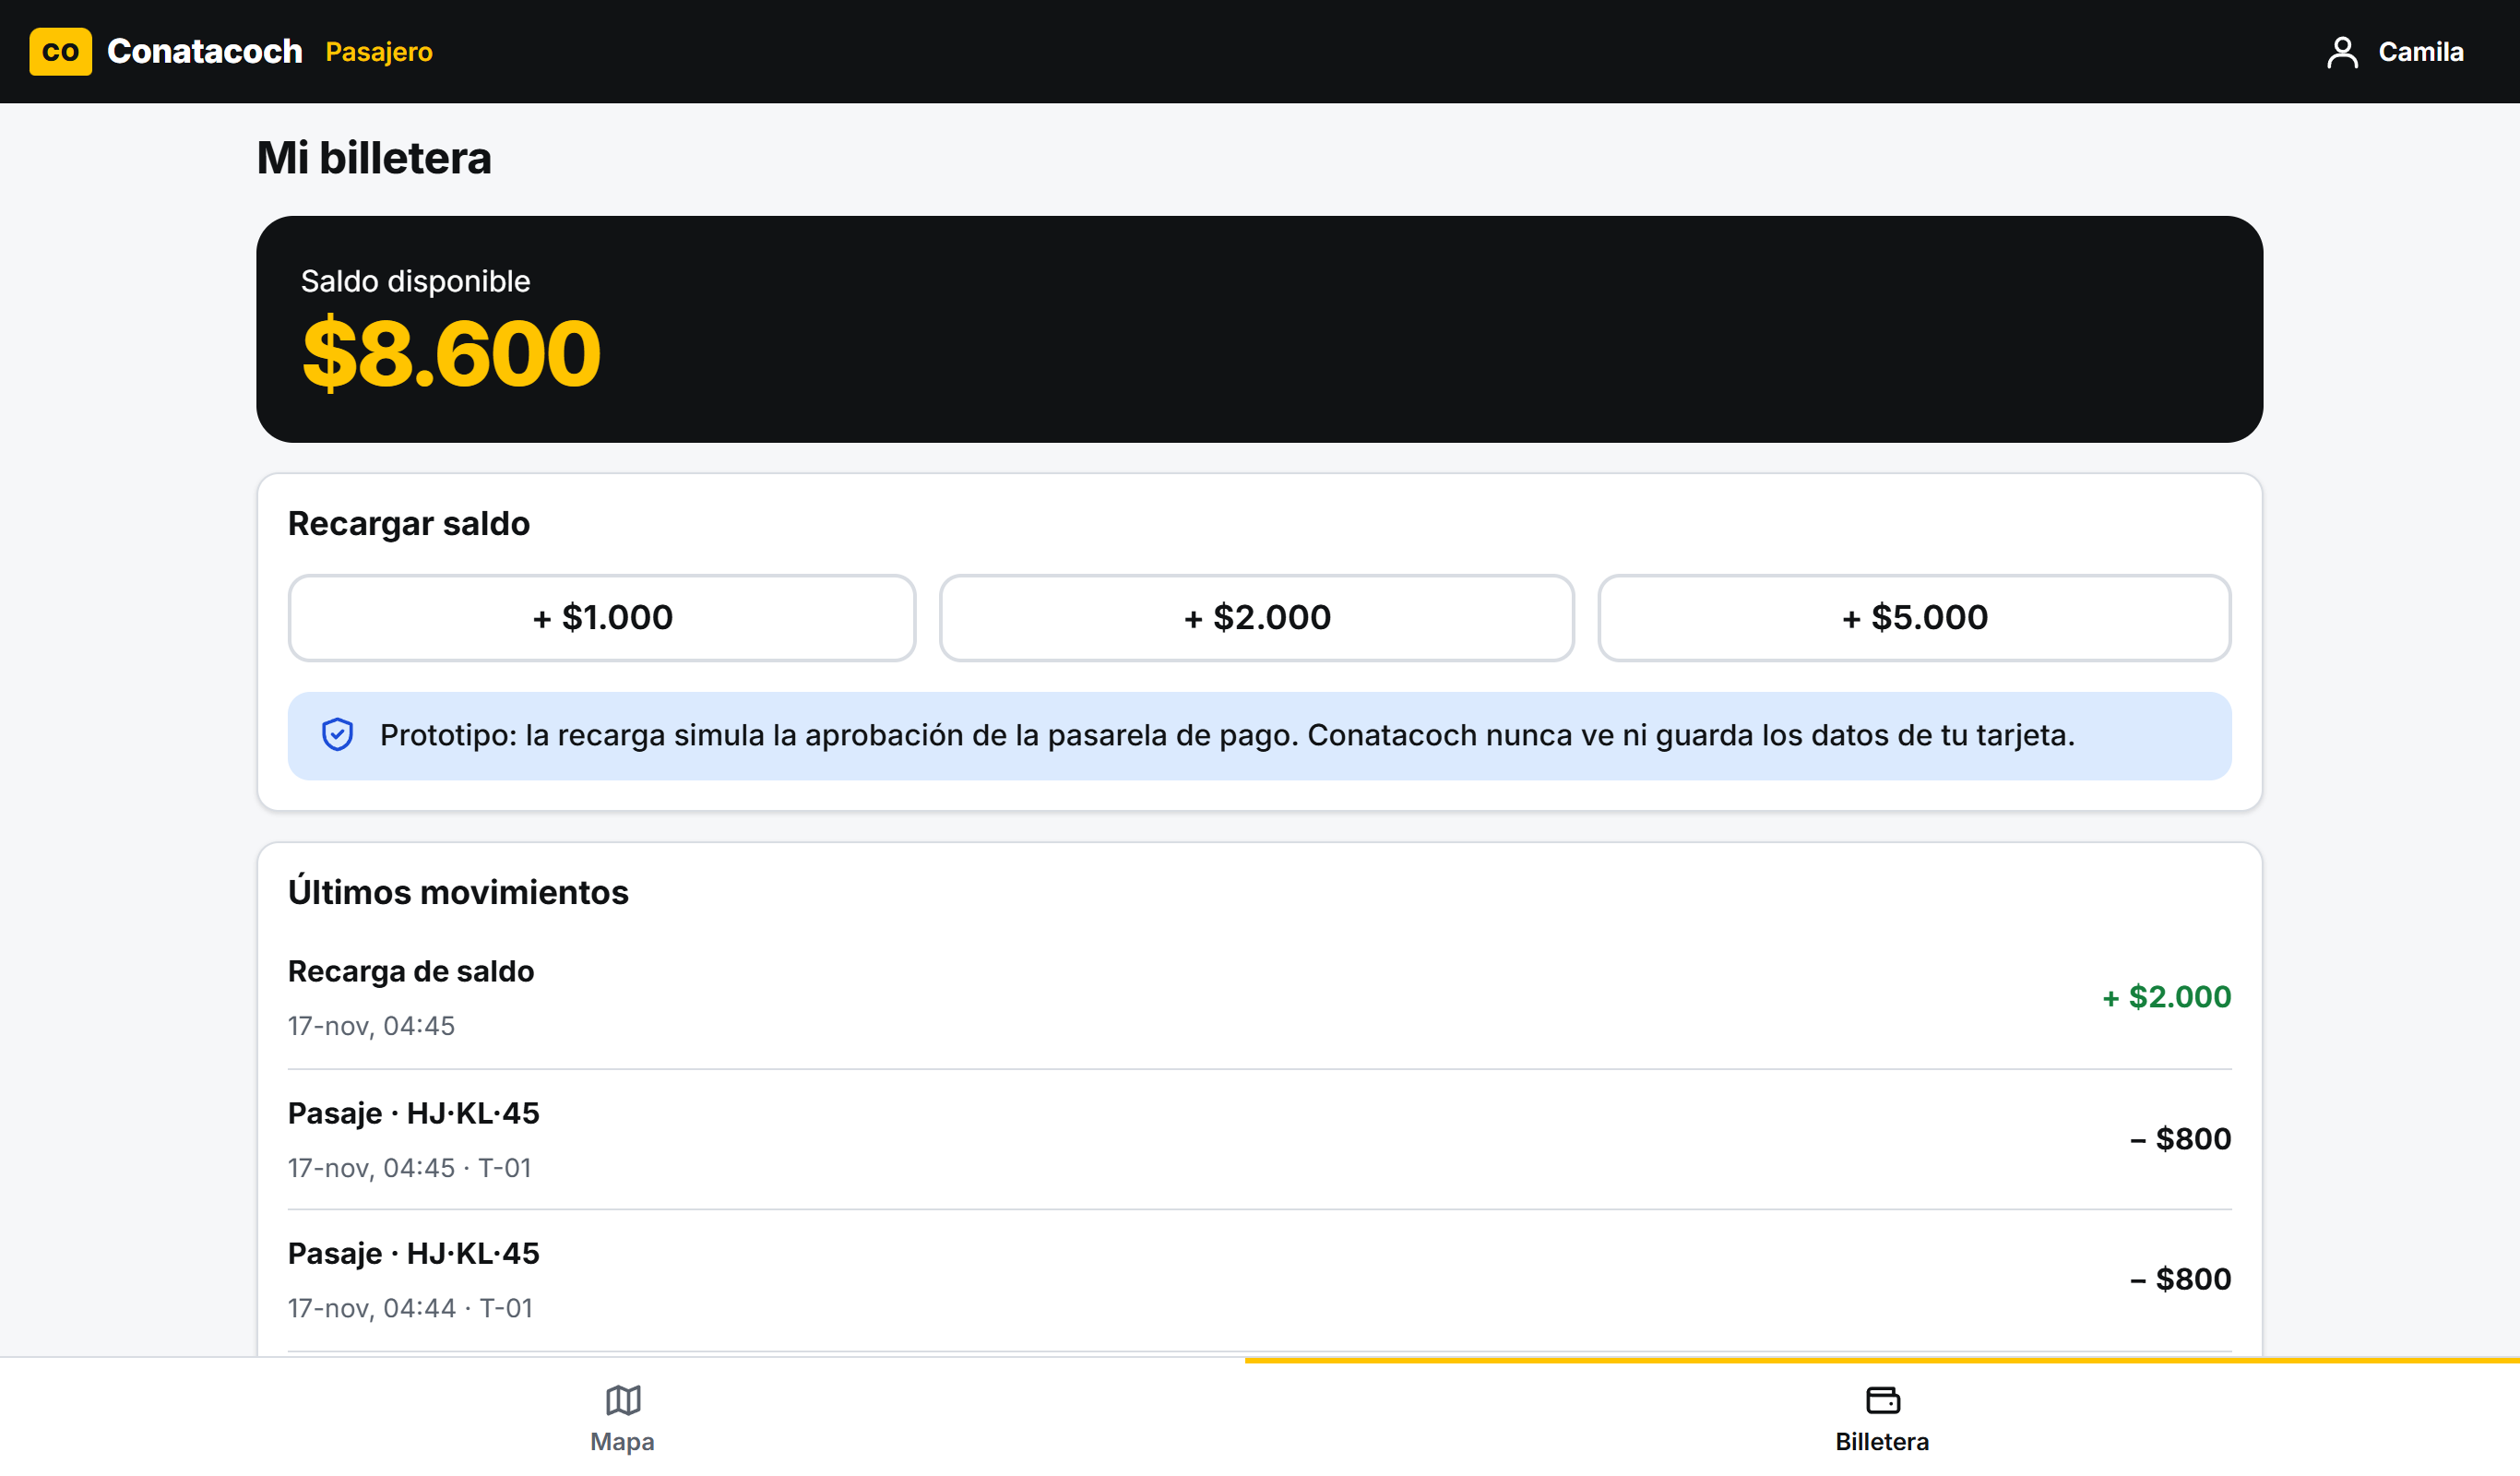 CO Conatacoch Pasajero Camila
Mi billetera
Saldo disponible
$8.600
Recargar saldo
+ $1.000 + $2.000 + $5.000
Prototipo: la recarga simula la aprobación de la pasarela de pago. Conatacoch nunca ve ni guarda los datos de tu tarjeta.
Últimos movimientos
Recarga de saldo
17-nov, 04:45
+ $2.000
Pasaje · HJ·KL·45
17-nov, 04:45 · T-01
– $800
Pasaje · HJ·KL·45
17-nov, 04:44 · T-01
– $800
Mapa Billetera